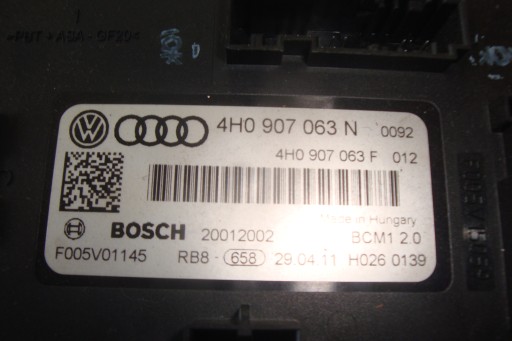 1
4H0 907 063 N 0092
4H0 907 063 F 012
Made in Hungary
BOSCH 20012002 BCM1 2.0
F005V01145 RB8- 658 29.04.11 H026 0139